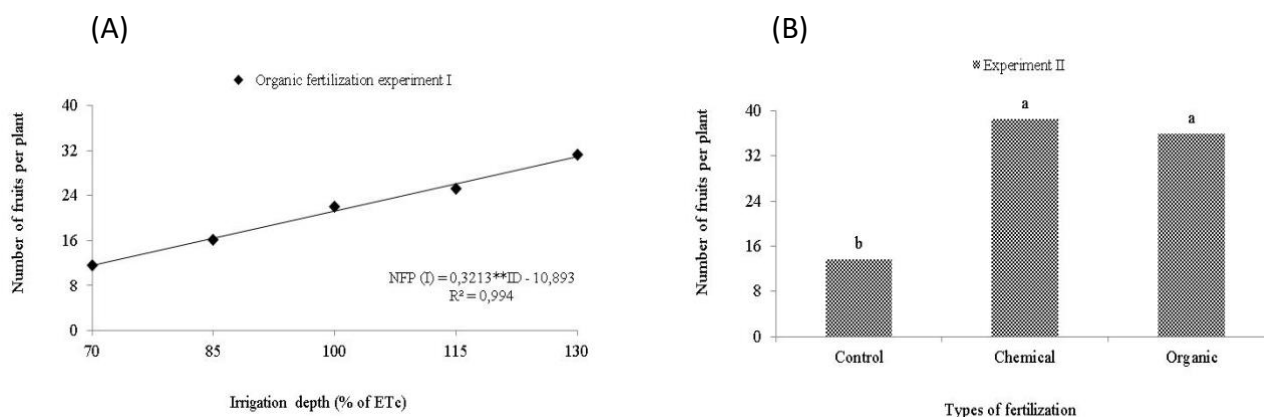 (A)
Organic fertilization experiment I
Number of fruits per plant
40
32
24
16
8
0
NFP (I) = 0,3213**ID - 10,893
R² = 0,994
70 85 100 115 130
Irrigation depth (% of ETc)
(B)
Experiment II
Number of fruits per plant
40
32
24
16
8
0
b
a
a
Control Chemical Organic
Types of fertilization